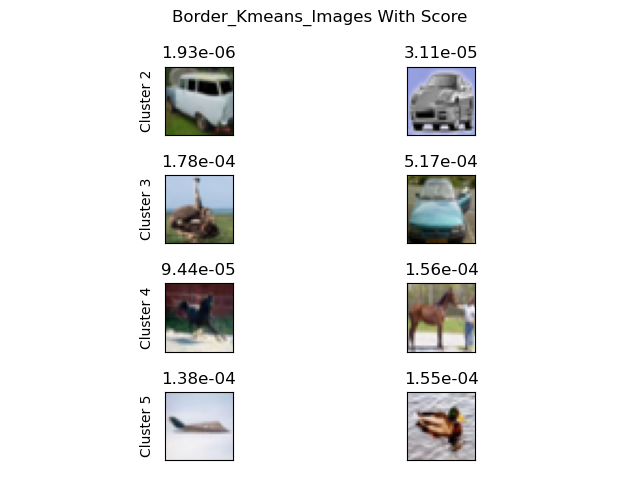 Border_Kmeans_Images With Score
1.93e-06 3.11e-05
Cluster 2
1.78e-04 5.17e-04
Cluster 3
9.44e-05 1.56e-04
Cluster 4
1.38e-04 1.55e-04
Cluster 5